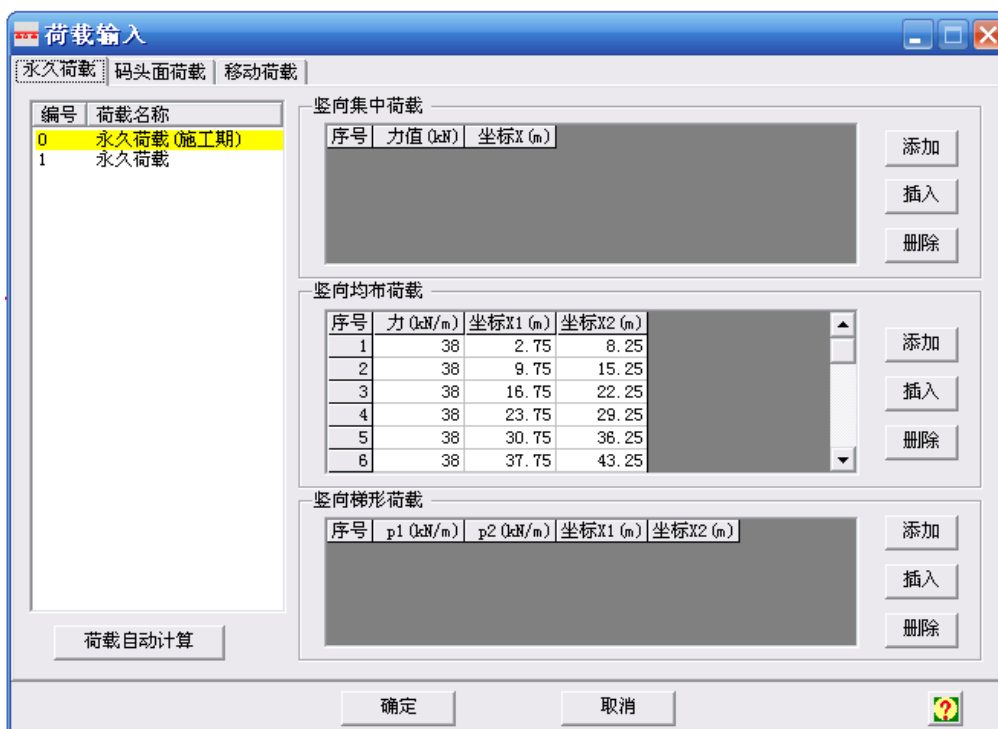 荷载输入
永久荷载 码头面荷载 移动荷载
编号 荷载名称
0 永久荷载(施工期)
1 永久荷载
荷载自动计算
竖向集中荷载
序号 力值(kN) 坐标X(m)
添加
插入
删除
竖向均布荷载
序号 力(kN/m) 坐标X1(m) 坐标X2(m)
1 38 2.75 8.25
2 38 9.75 15.25
3 38 16.75 22.25
4 38 23.75 29.25
5 38 30.75 36.25
6 38 37.75 43.25
添加
插入
删除
竖向梯形荷载
序号 p1(kN/m) p2(kN/m) 坐标X1(m) 坐标X2(m)
添加
插入
删除
确定 取消 ?